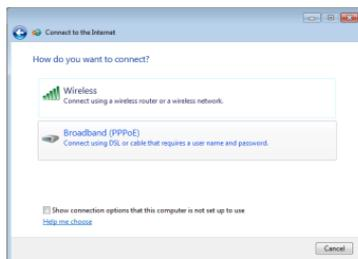 Connect to the Internet
How do you want to connect?
Wireless
Connect using a wireless router or a wireless network.
Broadband (PPPoE)
Connect using DSL or cable that requires a user name and password.
Show connection options that this computer is not set up to use
Help me choose
Cancel